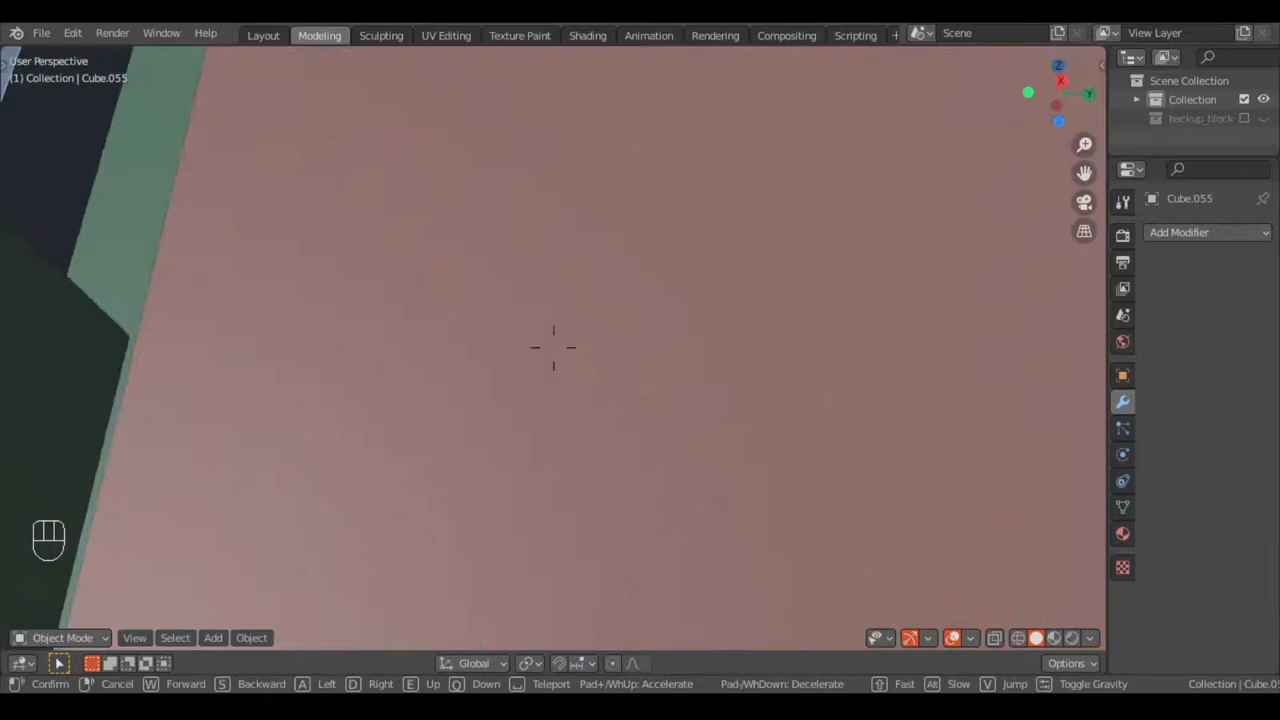 File Edit Render Window Help Layout Modeling Sculpting UV Editing Texture Paint Shading Animation Rendering Compositing Scripting + Scene View Layer
User Perspective
(1) Collection | Cube.055
Z
X
Y
Scene Collection
Collection
backup_block
Cube.055
Add Modifier
Object Mode View Select Add Object
Global Options
Confirm Cancel W Forward S Backward A Left D Right E Up Q Down Teleport Pad+/WhUp: Accelerate Pad-/WhDown: Decelerate Fast Alt Slow V Jump Toggle Gravity Collection | Cube.05